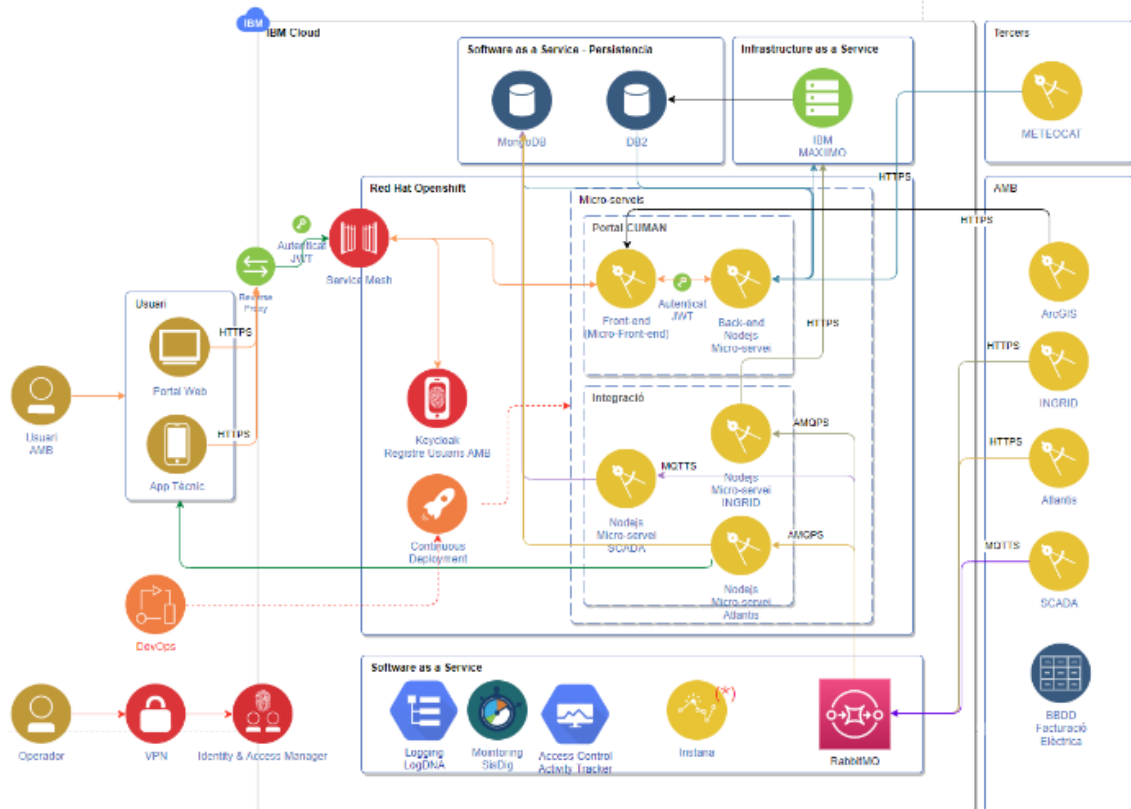 IBM
IBM Cloud
Software as a Service - Persistencia
MongoDB
DB2
Infrastructure as a Service
IBM
MAXIIMO
Tercers
METEOCAT
HTTPS
Red Hat Openshift
Micro-serveis
Portal CUMAN
Autenticat
JWT
Service Mesh
Reverse
Proxy
Front-end
(Micro-Front-end)
Autenticat
JWT
Back-end
Nodejs
Micro-servei
HTTPS
AMB
HTTPS
ArcGIS
HTTPS
INGRID
HTTPS
Atlantis
MQTTS
SCADA
BBDD
Facturació
Elèctrica
Usuari
HTTPS
Portal Web
HTTPS
App Tècnic
Usuari
AMB
Keycloak
Registre Usuaris AMB
Continuous
Deployment
Integració
AMQPS
Nodejs
Micro-servei
INGRID
MQTTS
Nodejs
Micro-servei
SCADA
AMQPS
Nodejs
Micro-servei
Atlantis
DevOps
Operador
VPN
Identity & Access Manager
Software as a Service
Logging
LogDNA
Monitoring
SisDig
Access Control
Activity Tracker
(*)
Instana
RabbitMQ